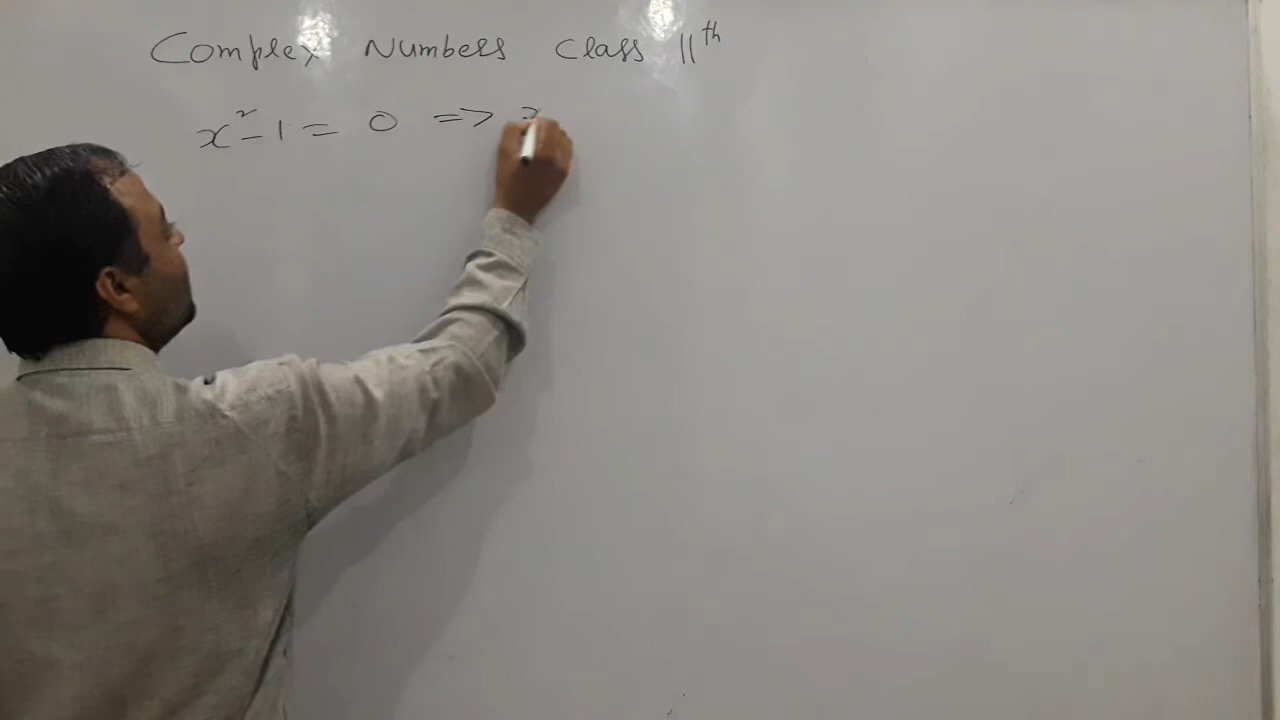 Complex Numbers Class 11th
x² - 1 = 0 =>